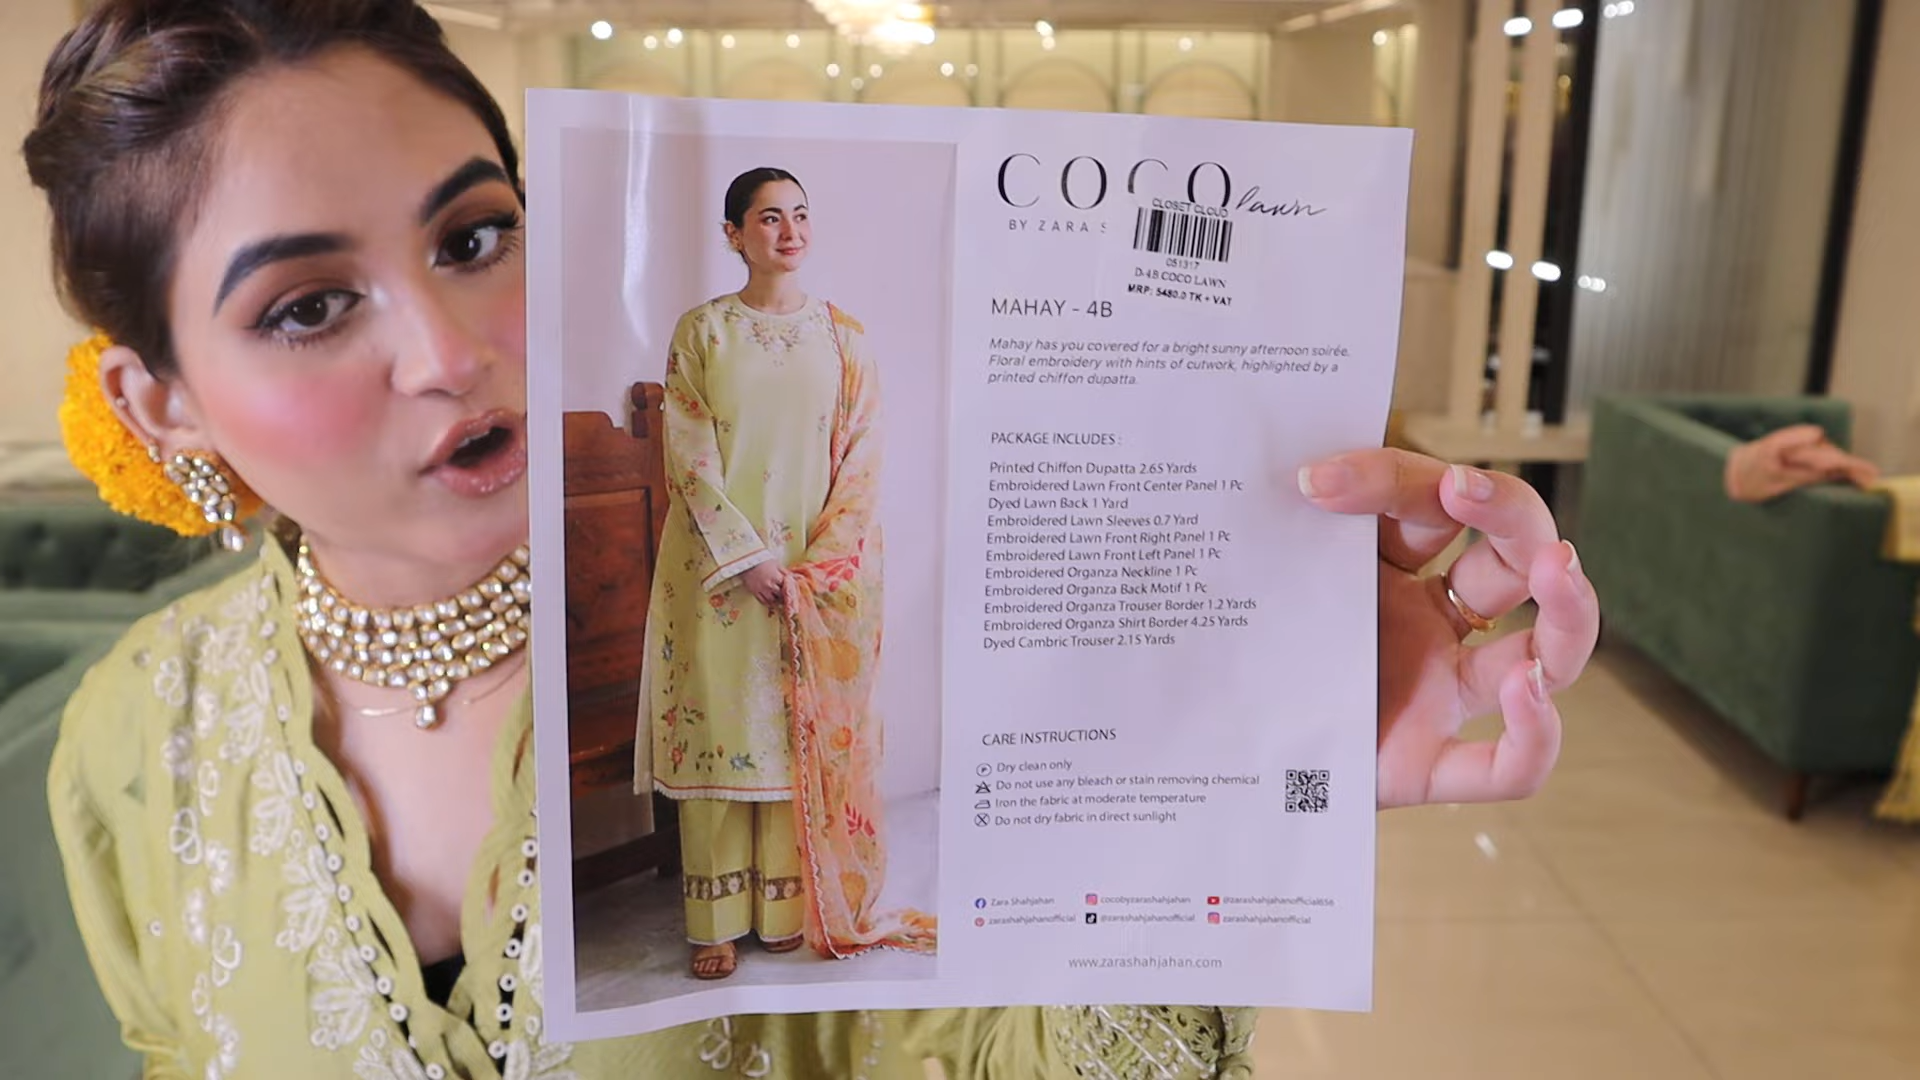 COCO lawn
BY ZARA S
CLOSET CLOUD
051317
D-4B COCO LAWN
MRP: 5480.0 TK + VAT
MAHAY - 4B
Mahay has you covered for a bright sunny afternoon soirée.
Floral embroidery with hints of cutwork, highlighted by a
printed chiffon dupatta.
PACKAGE INCLUDES :
Printed Chiffon Dupatta 2.65 Yards
Embroidered Lawn Front Center Panel 1 Pc
Dyed Lawn Back 1 Yard
Embroidered Lawn Sleeves 0.7 Yard
Embroidered Lawn Front Right Panel 1 Pc
Embroidered Lawn Front Left Panel 1 Pc
Embroidered Organza Neckline 1 Pc
Embroidered Organza Back Motif 1 Pc
Embroidered Organza Trouser Border 1.2 Yards
Embroidered Organza Shirt Border 4.25 Yards
Dyed Cambric Trouser 2.15 Yards
CARE INSTRUCTIONS
P Dry clean only
Do not use any bleach or stain removing chemical
Iron the fabric at moderate temperature
Do not dry fabric in direct sunlight
Zara Shahjahan cocobyzarashahjahan @zarashahjahanofficial656
zarashahjahanofficial @zarashahjahanofficial zarashahjahanofficial
www.zarashahjahan.com